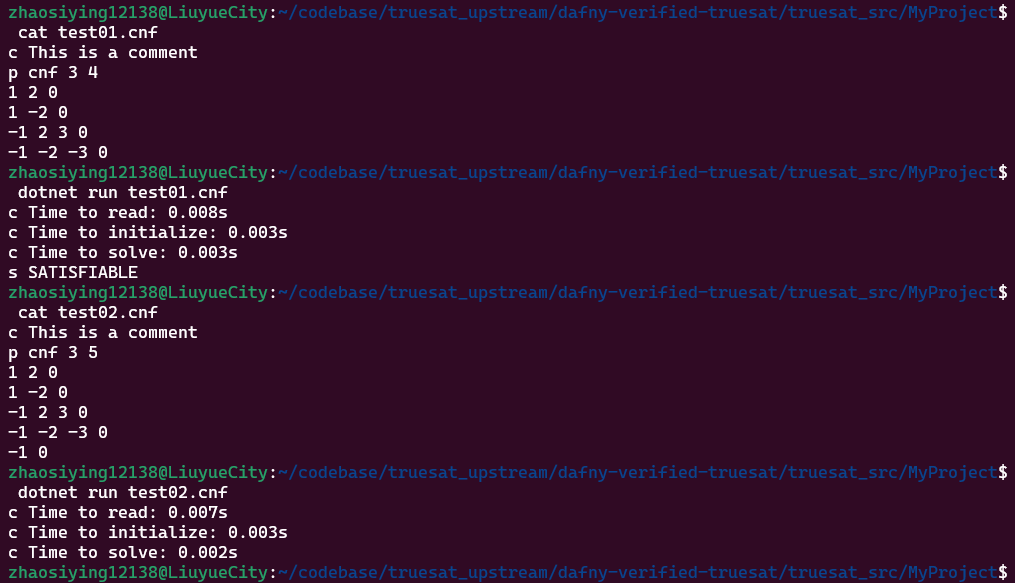 zhaosiying12138@LiuyueCity:~/codebase/truesat_upstream/dafny-verified-truesat/truesat_src/MyProject$
cat test01.cnf
c This is a comment
p cnf 3 4
1 2 0
1 -2 0
-1 2 3 0
-1 -2 -3 0
zhaosiying12138@LiuyueCity:~/codebase/truesat_upstream/dafny-verified-truesat/truesat_src/MyProject$
dotnet run test01.cnf
c Time to read: 0.008s
c Time to initialize: 0.003s
c Time to solve: 0.003s
s SATISFIABLE
zhaosiying12138@LiuyueCity:~/codebase/truesat_upstream/dafny-verified-truesat/truesat_src/MyProject$
cat test02.cnf
c This is a comment
p cnf 3 5
1 2 0
1 -2 0
-1 2 3 0
-1 -2 -3 0
-1 0
zhaosiying12138@LiuyueCity:~/codebase/truesat_upstream/dafny-verified-truesat/truesat_src/MyProject$
dotnet run test02.cnf
c Time to read: 0.007s
c Time to initialize: 0.003s
c Time to solve: 0.002s
zhaosiying12138@LiuyueCity:~/codebase/truesat_upstream/dafny-verified-truesat/truesat_src/MyProject$